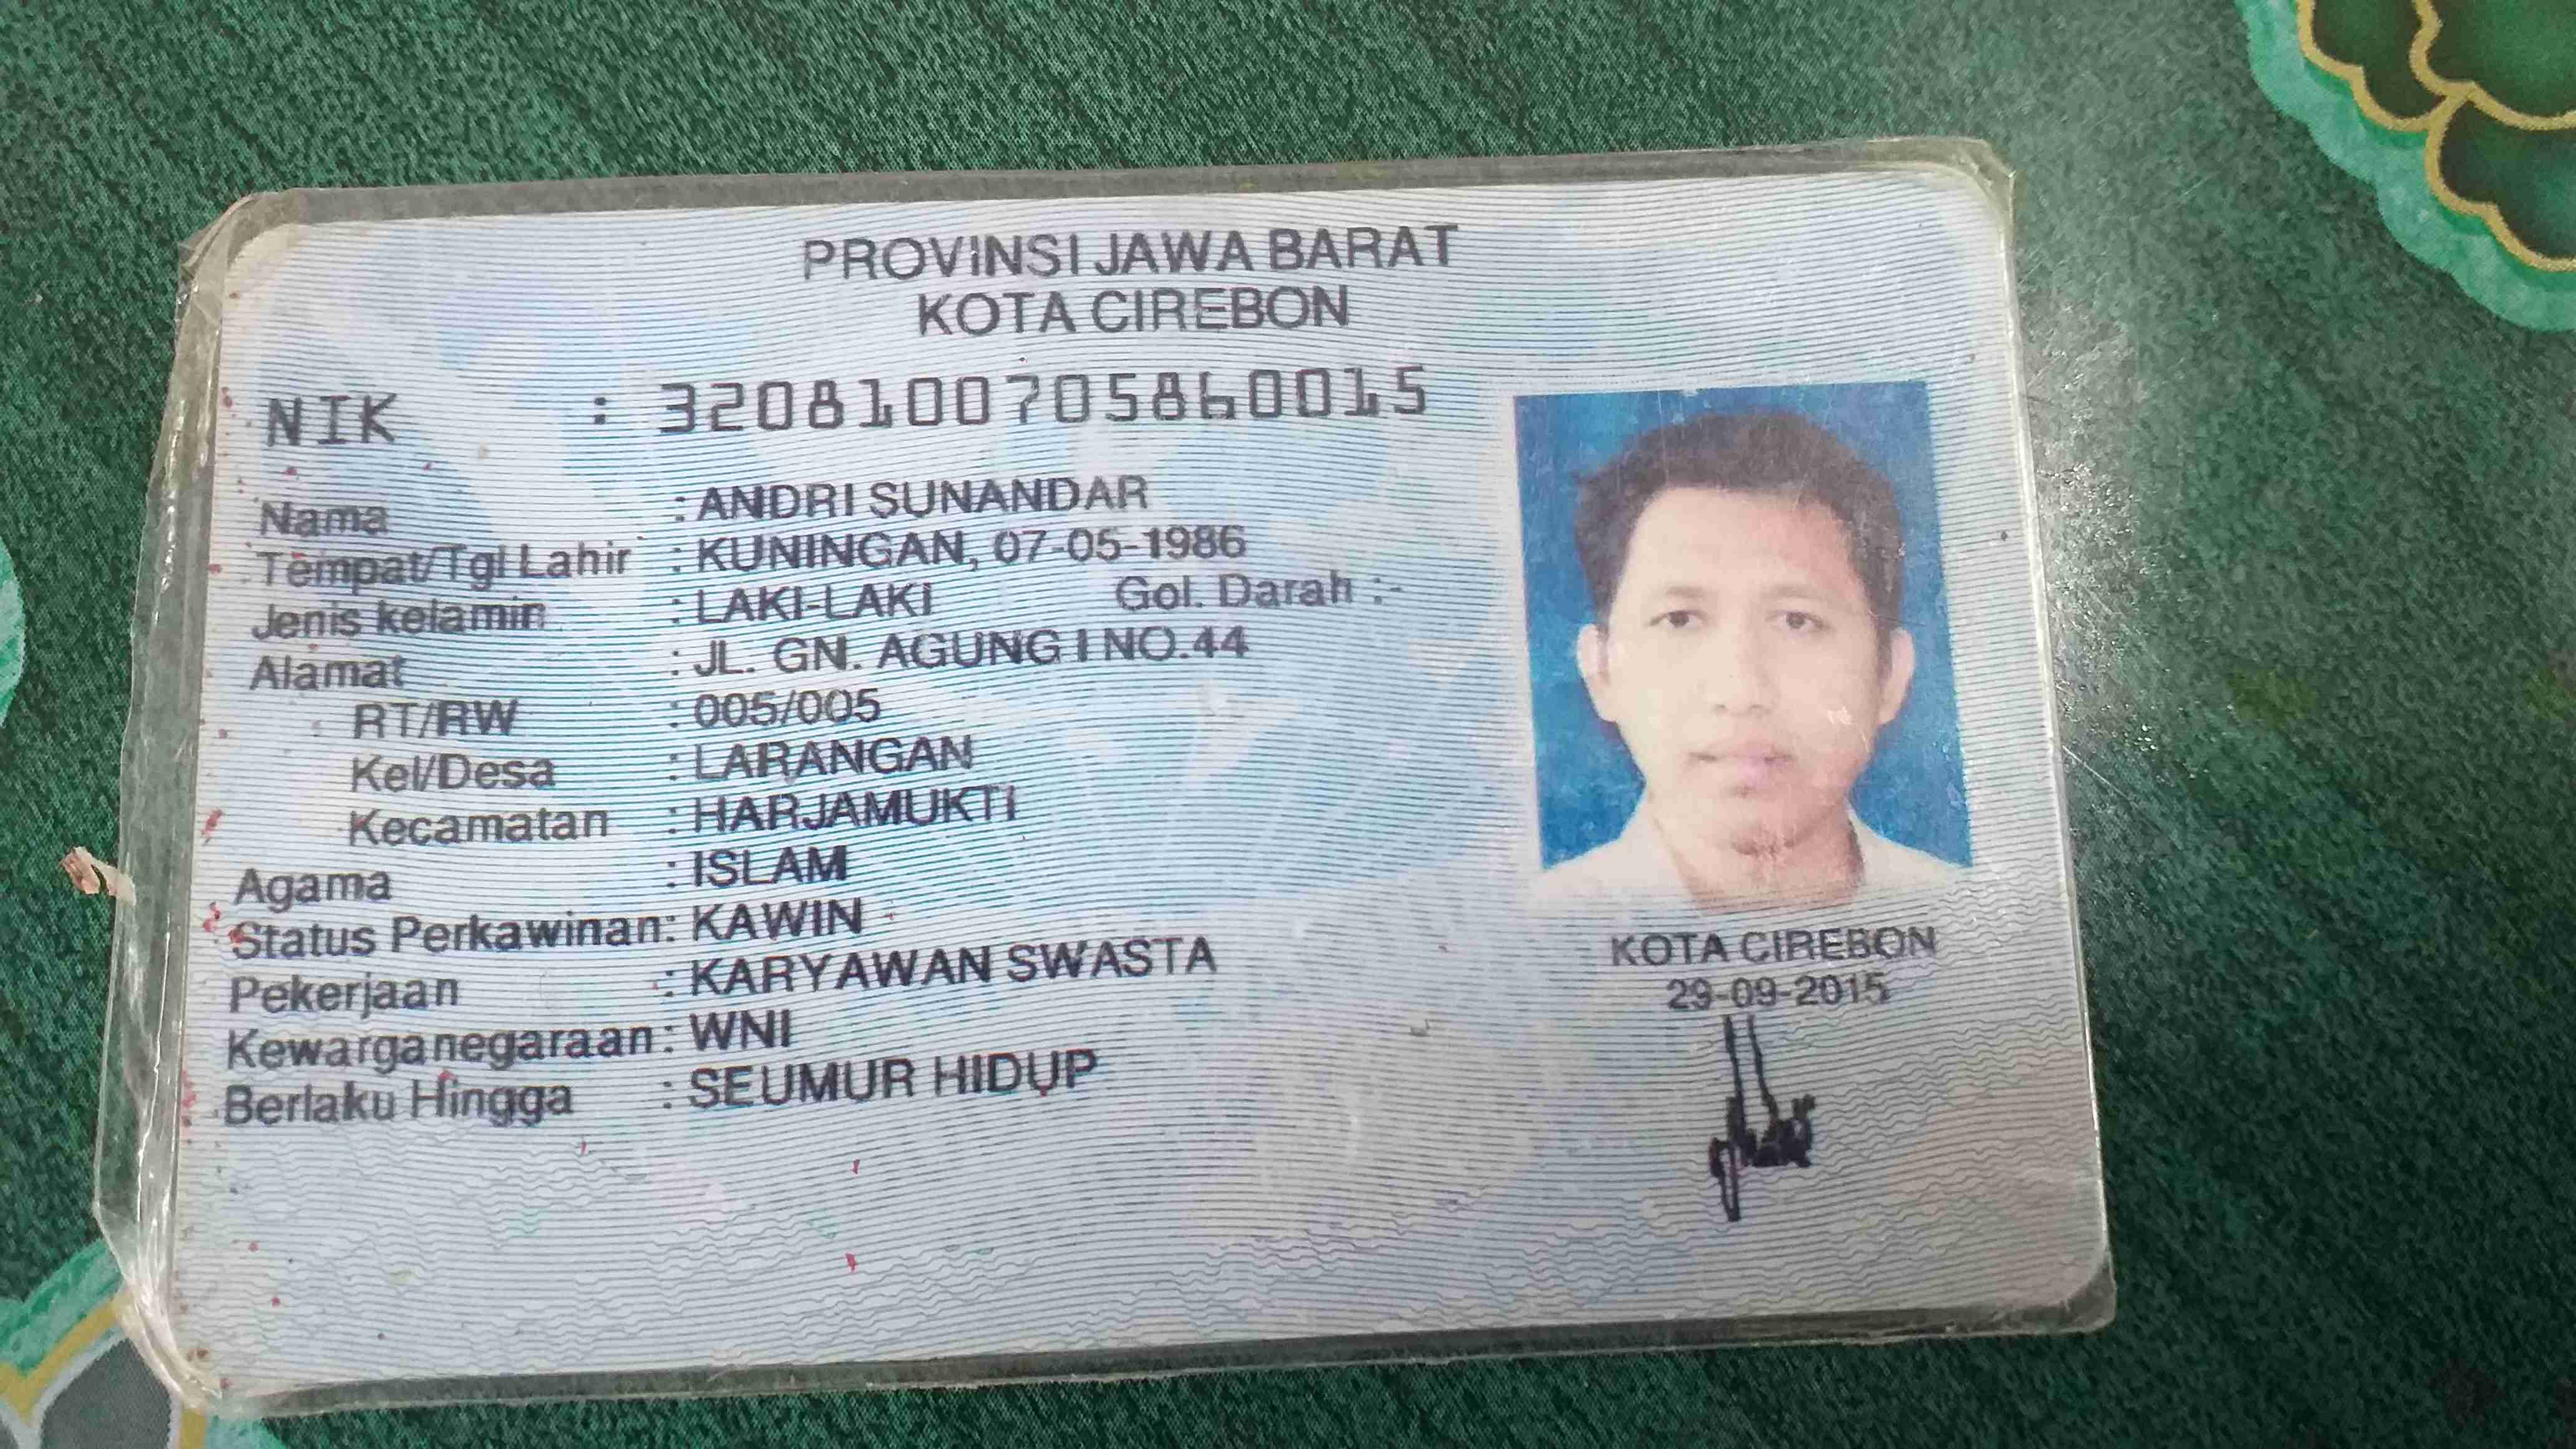 PROVINSI JAWA BARAT
KOTA CIREBON
NIK : 3208100705860015
Nama : ANDRI SUNANDAR
Tempat/Tgl Lahir : KUNINGAN, 07-05-1986
Jenis kelamin : LAKI-LAKI Gol. Darah :-
Alamat : JL. GN. AGUNG I NO.44
RT/RW : 005/005
Kel/Desa : LARANGAN
Kecamatan : HARJAMUKTI
Agama : ISLAM
Status Perkawinan: KAWIN
Pekerjaan : KARYAWAN SWASTA
Kewarganegaraan: WNI
Berlaku Hingga : SEUMUR HIDUP
KOTA CIREBON
29-09-2015